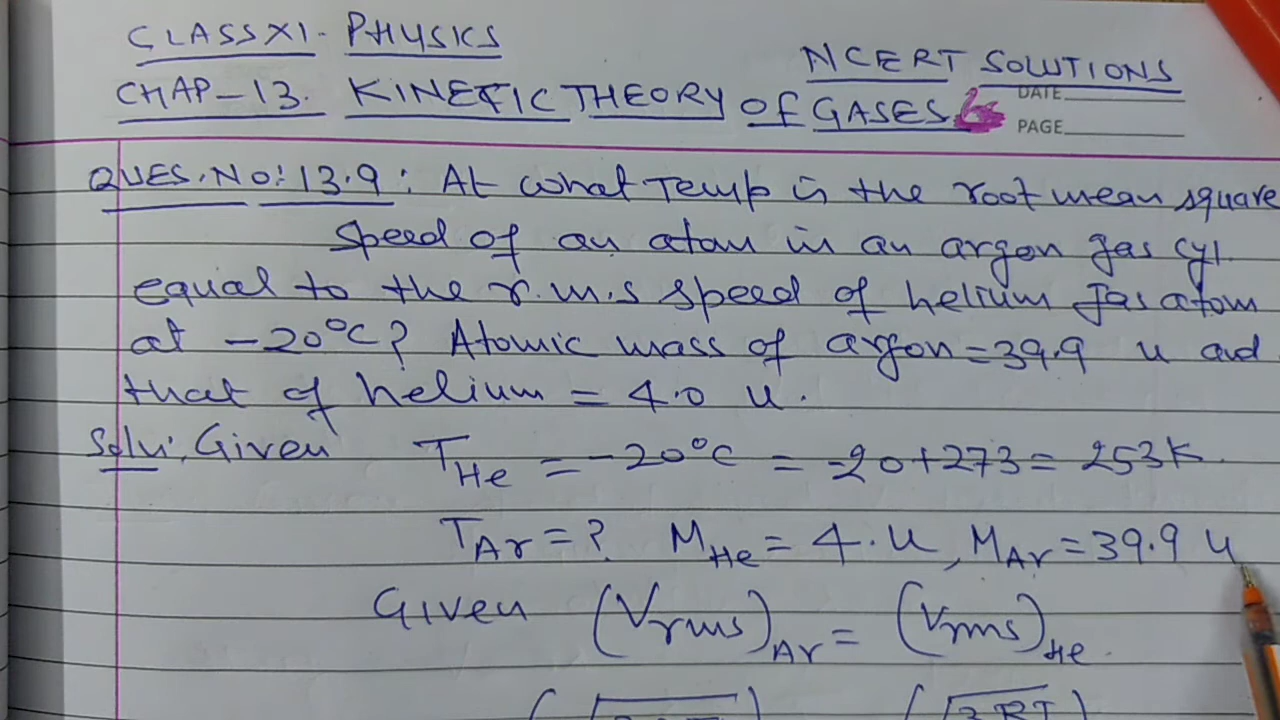 CLASS XI. PHYSICS
NCERT SOLUTIONS
CHAP-13. KINETIC THEORY OF GASES
DATE
PAGE
QUES.NO: 13.9: At what Temp is the root mean square
speed of an atom in an argon gas cyl.
equal to the r.m.s speed of helium gas atom
at -20°C? Atomic mass of argon = 39.9 u and
that of helium = 4.0 u.
Solu: Given T_He = -20°C = -20+273 = 253K.
T_Ar = ? M_He = 4.u, M_Ar = 39.9 u
Given (Vrms)_Ar = (Vrms)_He.